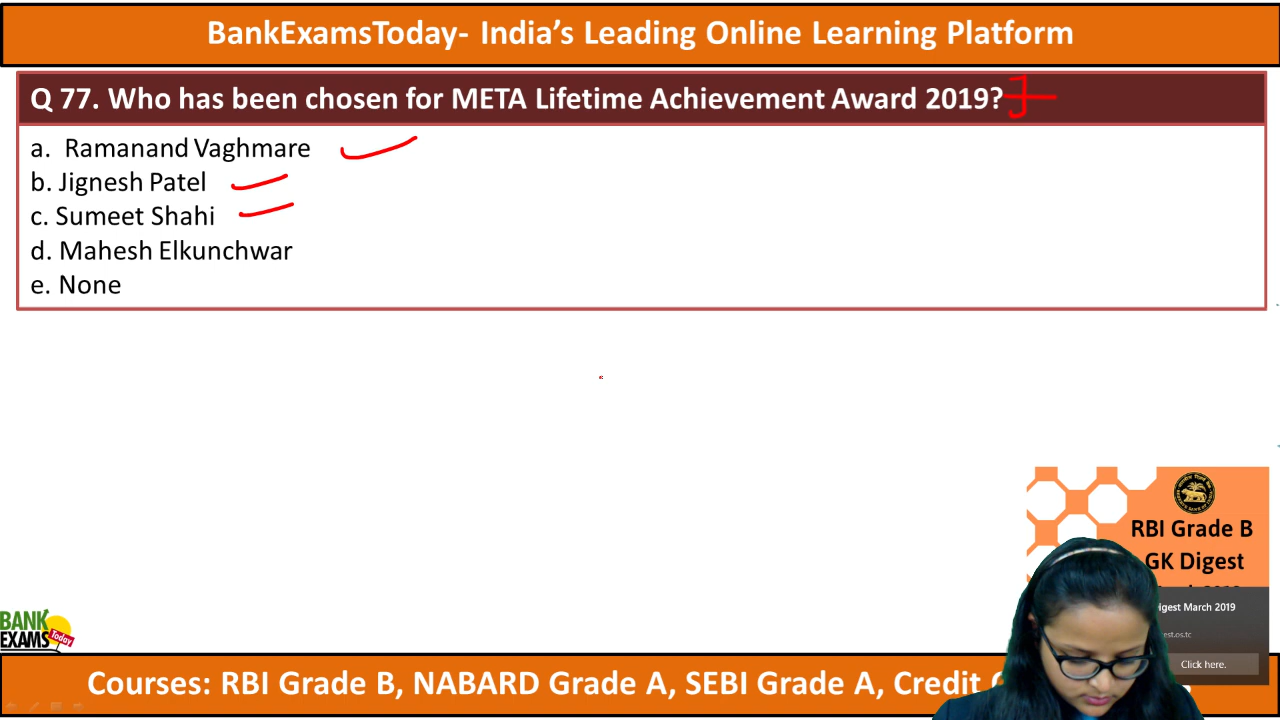 BankExamsToday- India's Leading Online Learning Platform
Q 77. Who has been chosen for META Lifetime Achievement Award 2019?
a. Ramanand Vaghmare
b. Jignesh Patel
c. Sumeet Shahi
d. Mahesh Elkunchwar
e. None
RBI Grade B
GK Digest
March 2019
Click here.
BANK
EXAMS Today
Courses: RBI Grade B, NABARD Grade A, SEBI Grade A, Credit